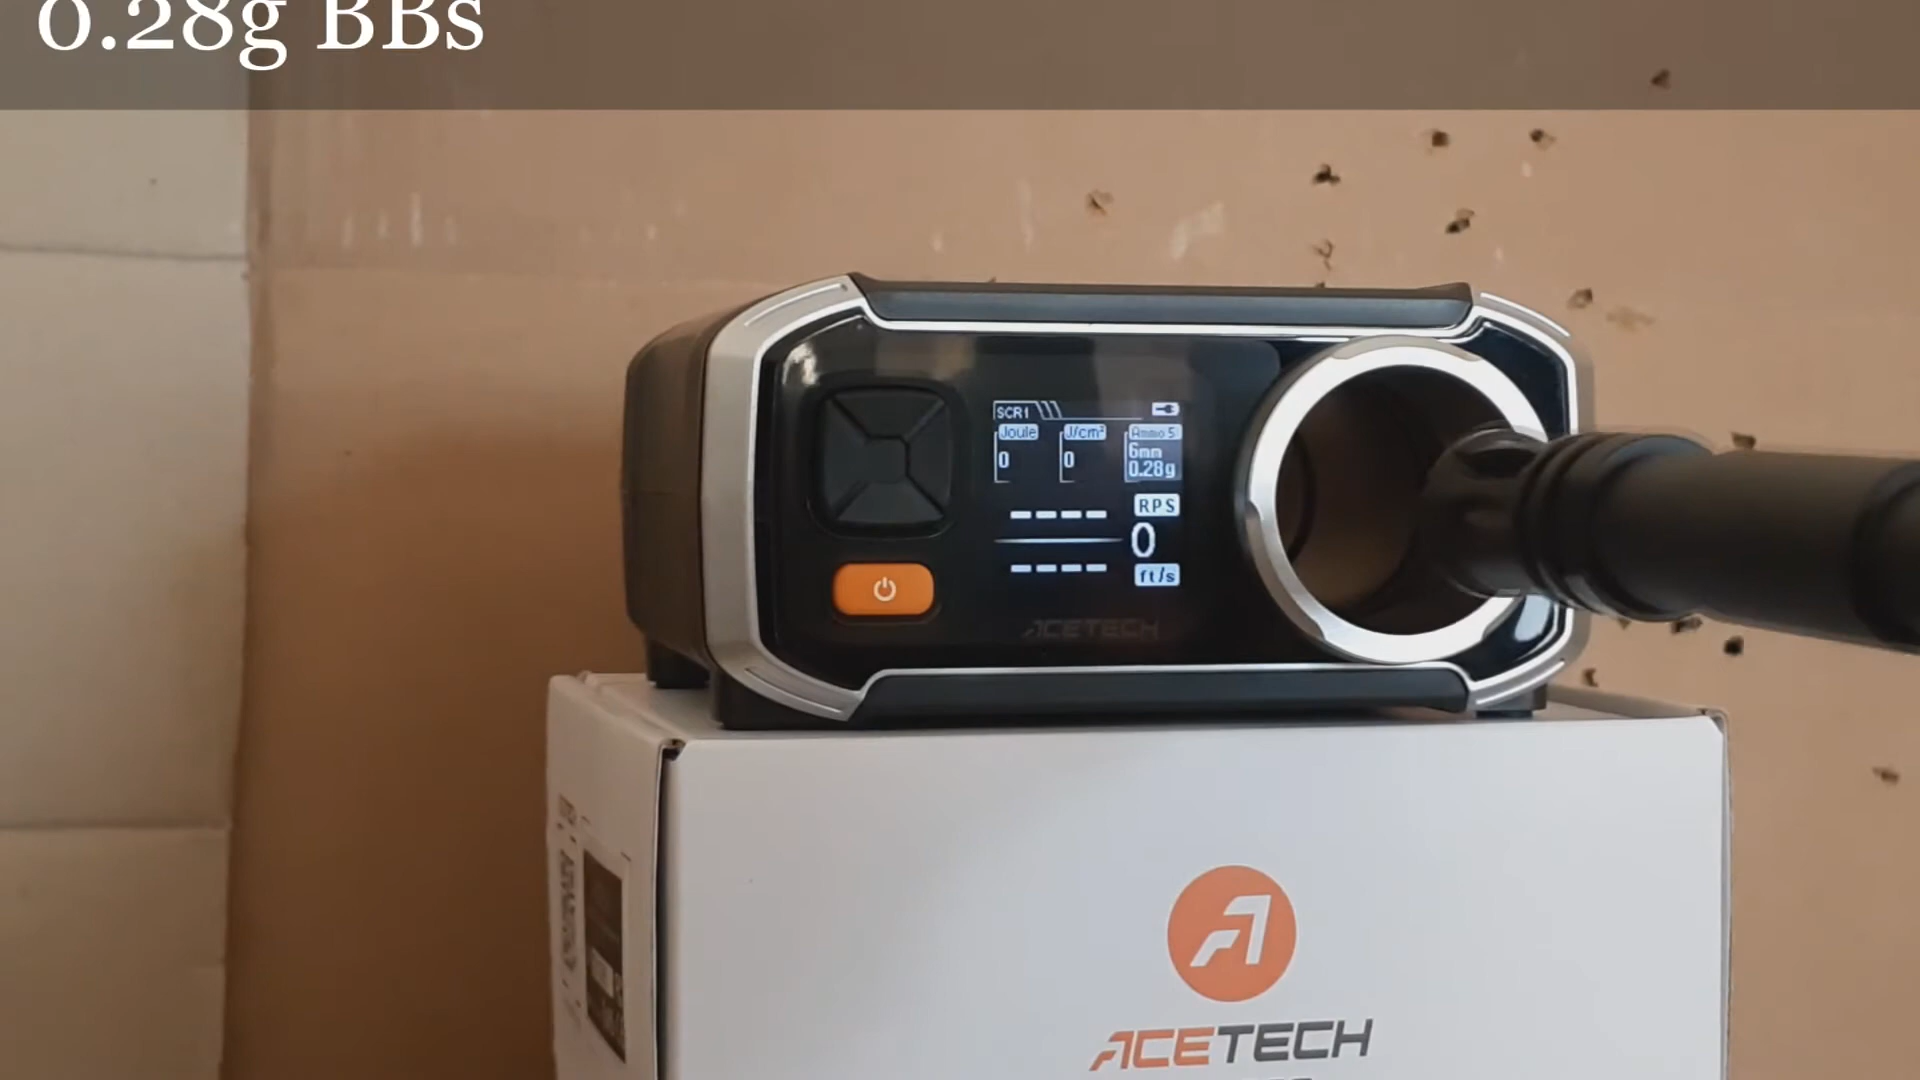 0.28g BBs
SCR1
Joule J/cm² Ammo 5
0 0 6mm
0.28g
RPS
0
ft/s
ACETECH
ACETECH